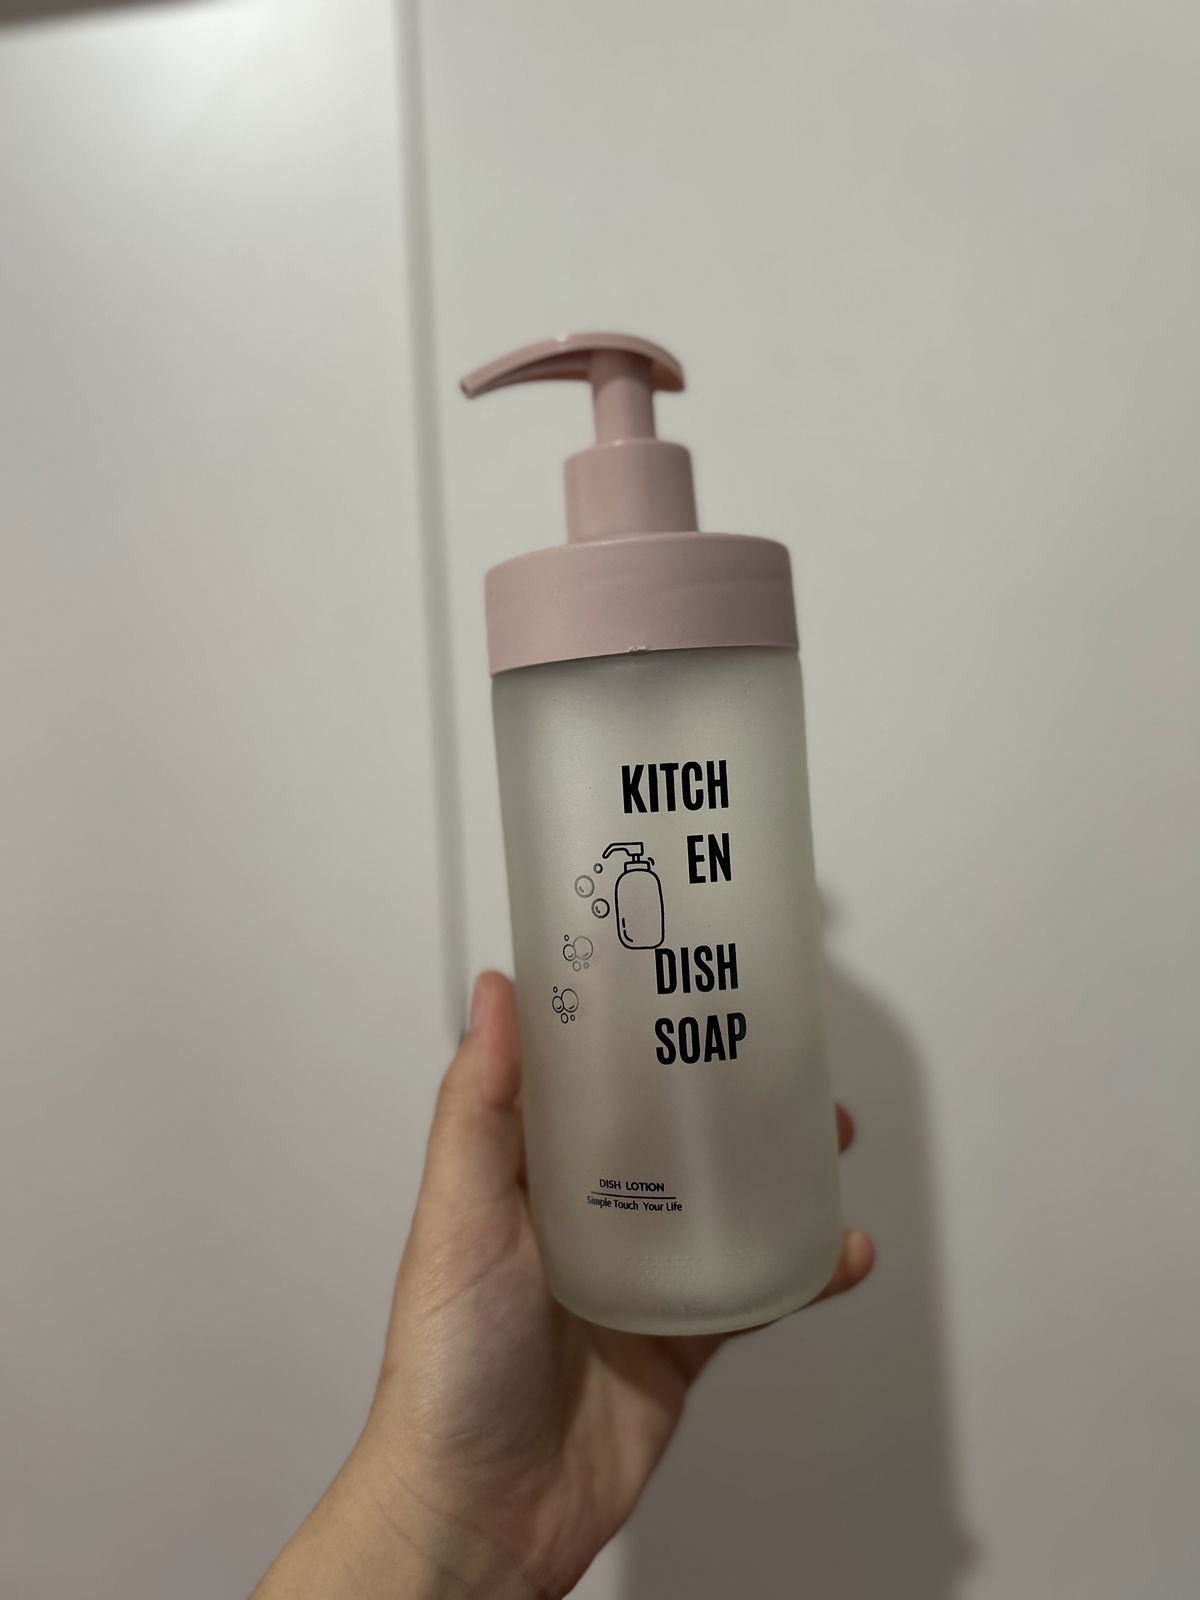 KITCH
EN
DISH
SOAP
DISH LOTION
Simple Touch Your Life